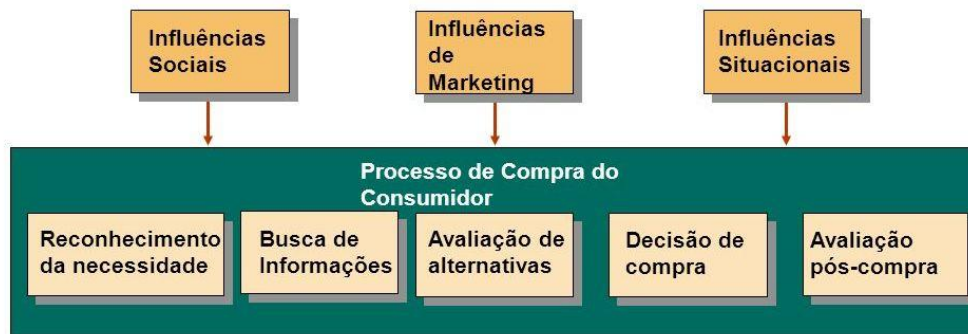 Influências
Sociais
Influências
de
Marketing
Influências
Situacionais
Processo de Compra do
Consumidor
Reconhecimento
da necessidade
Busca de
Informações
Avaliação de
alternativas
Decisão de
compra
Avaliação
pós-compra